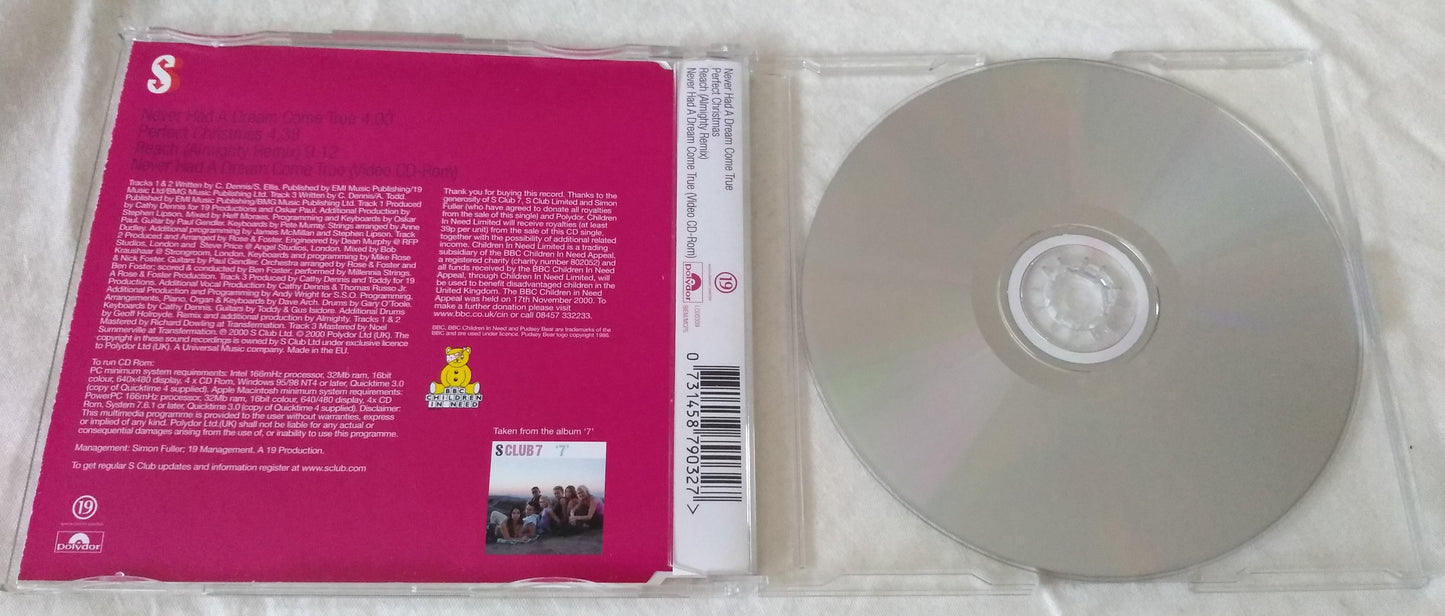 S
Never Had A Dream Come True 4.00
Perfect Christmas 4.38
Reach (Almighty Remix) 9.12
Never Had A Dream Come True (Video CD-Rom)
Tracks 1 & 2 Written by C. Dennis/S. Ellis. Published by EMI Music Publishing/19
Music Ltd/BMG Music Publishing Ltd. Track 3 Written by C. Dennis/A. Todd.
Published by EMI Music Publishing/BMG Music Publishing Ltd. Track 1 Produced
by Cathy Dennis for 19 Productions and Oskar Paul. Additional Production by
Stephen Lipson. Mixed by Heff Moraes. Programming and Keyboards by Oskar
Paul. Guitar by Paul Gendler. Keyboards by Pete Murray. Strings arranged by Anne
Dudley. Additional programming by James McMillan and Stephen Lipson. Track
2 Produced and Arranged by Rose & Foster. Engineered by Dean Murphy @ RFP
Studios, London and Steve Price @ Angel Studios, London. Mixed by Bob
Kraushaar @ Strongroom, London. Keyboards and programming by Mike Rose
& Nick Foster. Guitars by Paul Gendler. Orchestra arranged by Rose & Foster and
Ben Foster; scored & conducted by Ben Foster; performed by Millennia Strings.
A Rose & Foster Production. Track 3 Produced by Cathy Dennis and Toddy for 19
Productions. Additional Vocal Production by Cathy Dennis & Thomas Russo Jr.
Additional Production and Programming by Andy Wright for S.S.O. Programming,
Arrangements, Piano, Organ & Keyboards by Dave Arch. Drums by Gary O'Toole.
Keyboards by Cathy Dennis. Guitars by Toddy & Gus Isidore. Additional Drums
by Geoff Holroyde. Remix and additional production by Almighty. Tracks 1 & 2
Mastered by Richard Dowling at Transfermation. Track 3 Mastered by Noel
Summerville at Transfermation. ℗ 2000 S Club Ltd. © 2000 Polydor Ltd (UK). The
copyright in these sound recordings is owned by S Club Ltd under exclusive licence
to Polydor Ltd (UK). A Universal Music company. Made in the EU.
To run CD Rom:
PC minimum system requirements: Intel 166mHz processor, 32Mb ram, 16bit
colour, 640x480 display, 4 x CD Rom, Windows 95/98 NT4 or later, Quicktime 3.0
(copy of Quicktime 4 supplied). Apple Macintosh minimum system requirements:
PowerPC 166mHz processor, 32Mb ram, 16bit colour, 640/480 display, 4x CD
Rom, System 7.6.1 or later, Quicktime 3.0 (copy of Quicktime 4 supplied). Disclaimer:
This multimedia programme is provided to the user without warranties, express
or implied of any kind. Polydor Ltd.(UK) shall not be liable for any actual or
consequential damages arising from the use of, or inability to use this programme.
Management: Simon Fuller; 19 Management. A 19 Production.
To get regular S Club updates and information register at www.sclub.com
19
polydor
Thank you for buying this record. Thanks to the
generosity of S Club 7, S Club Limited and Simon
Fuller (who have agreed to donate all royalties
from the sale of this single) and Polydor. Children
In Need Limited will receive royalties (at least
39p per unit) from the sale of this CD single,
together with the possibility of additional related
income. Children In Need Limited is a trading
subsidiary of the BBC Children In Need Appeal,
a registered charity (charity number 802052) and
all funds received by the BBC Children In Need
Appeal, through Children In Need Limited, will
be used to benefit disadvantaged children in the
United Kingdom. The BBC Children in Need
Appeal was held on 17th November 2000. To
make a further donation please visit
www.bbc.co.uk/cin or call 08457 332233.
BBC, BBC Children In Need and Pudsey Bear are trademarks of the
BBC and are used under licence. Pudsey Bear logo copyright 1986.
BBC
CHILDREN
IN NEED
Taken from the album '7'
S CLUB 7 '7'
Never Had A Dream Come True
Perfect Christmas
Reach (Almighty Remix)
Never Had A Dream Come True (Video CD-Rom)
19
polydor
LC00309
BIEM/MCPS
0 731458 790327 >